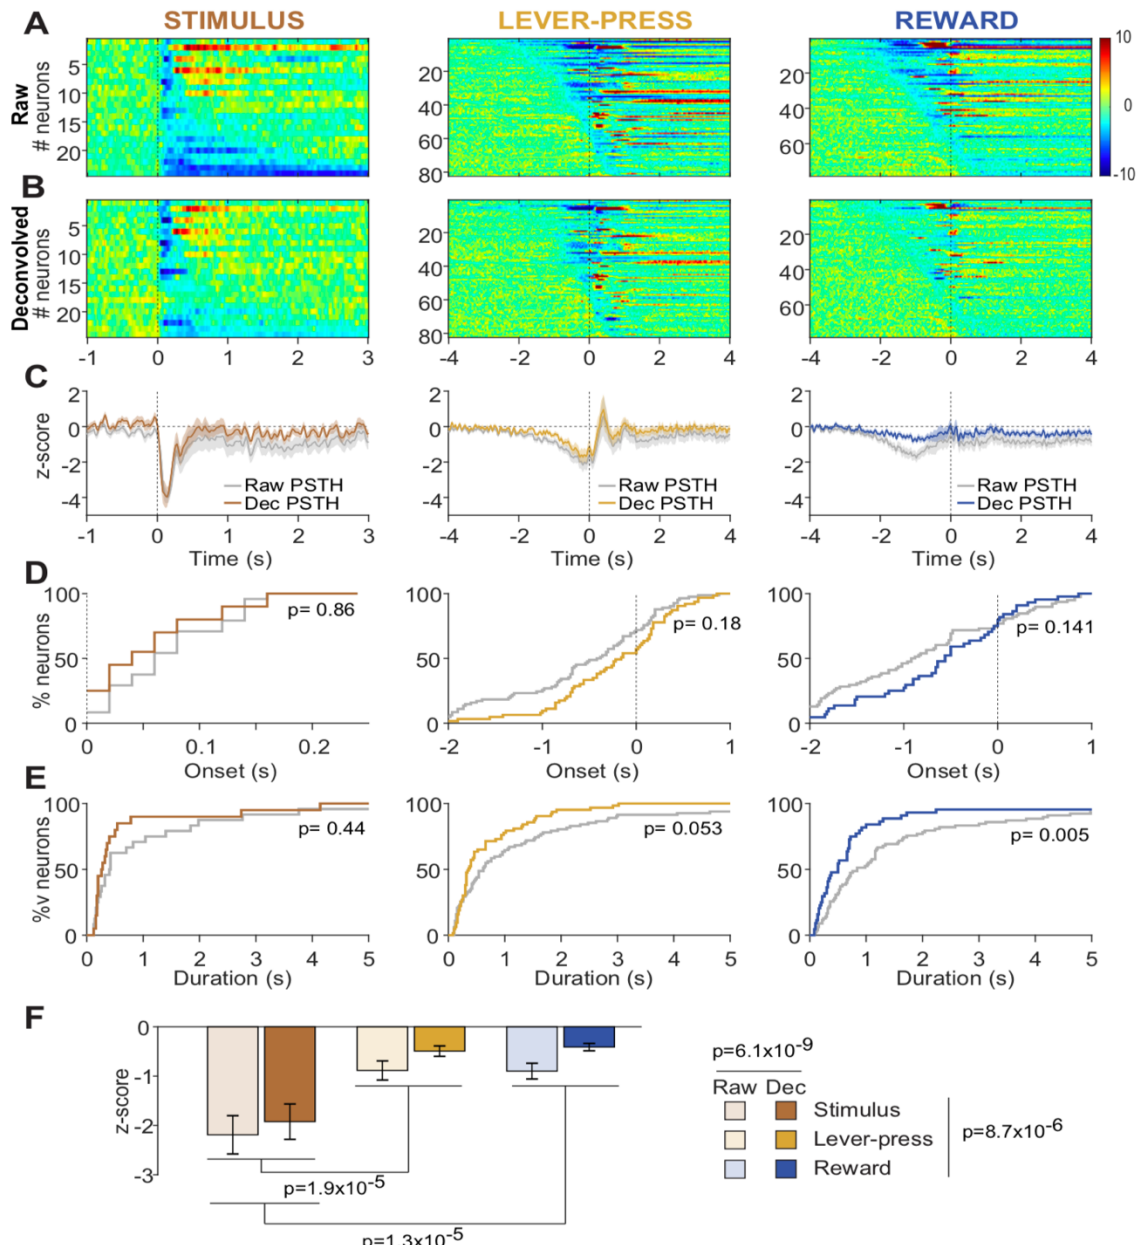 A STIMULUS LEVER-PRESS REWARD
Raw
# neurons
5
10
15
20
20
40
60
80
20
40
60
10
0
-10
B
Deconvolved
# neurons
5
10
15
20
20
40
60
80
20
40
60
-1 0 1 2 3
-4 -2 0 2 4
-4 -2 0 2 4
C
z-score
2
0
-2
-4
Raw PSTH
Dec PSTH
-1 0 1 2 3
Time (s)
2
0
-2
-4
Raw PSTH
Dec PSTH
-4 -2 0 2 4
Time (s)
2
0
-2
-4
Raw PSTH
Dec PSTH
-4 -2 0 2 4
Time (s)
D
% neurons
100
50
0
p= 0.86
0 0.1 0.2
Onset (s)
100
50
0
p= 0.18
-2 -1 0 1
Onset (s)
100
50
0
p= 0.141
-2 -1 0 1
Onset (s)
E
%v neurons
100
50
0
p= 0.44
0 1 2 3 4 5
Duration (s)
100
50
0
p= 0.053
0 1 2 3 4 5
Duration (s)
100
50
0
p= 0.005
0 1 2 3 4 5
Duration (s)
F
z-score
0
-1
-2
-3
p=1.9x10-5
p=1.3x10-5
p=6.1x10-9
Raw Dec
Stimulus
Lever-press
Reward
p=8.7x10-6